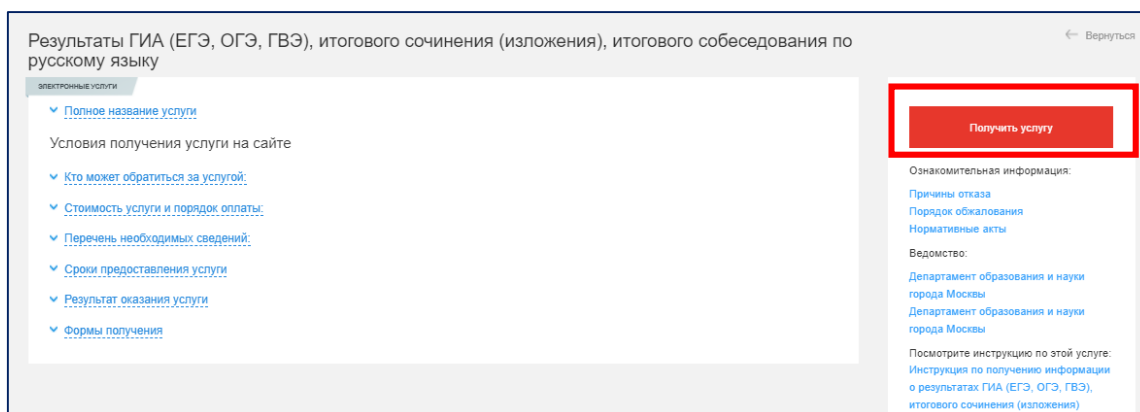 Результаты ГИА (ЕГЭ, ОГЭ, ГВЭ), итогового сочинения (изложения), итогового собеседования по
русскому языку
Вернуться
ЭЛЕКТРОННЫЕ УСЛУГИ
Полное название услуги
Условия получения услуги на сайте
Кто может обратиться за услугой:
Стоимость услуги и порядок оплаты:
Перечень необходимых сведений:
Сроки предоставления услуги
Результат оказания услуги
Формы получения
Получить услугу
Ознакомительная информация:
Причины отказа
Порядок обжалования
Нормативные акты
Ведомство:
Департамент образования и науки
города Москвы
Департамент образования и науки
города Москвы
Посмотрите инструкцию по этой услуге:
Инструкция по получению информации
о результатах ГИА (ЕГЭ, ОГЭ, ГВЭ),
итогового сочинения (изложения)